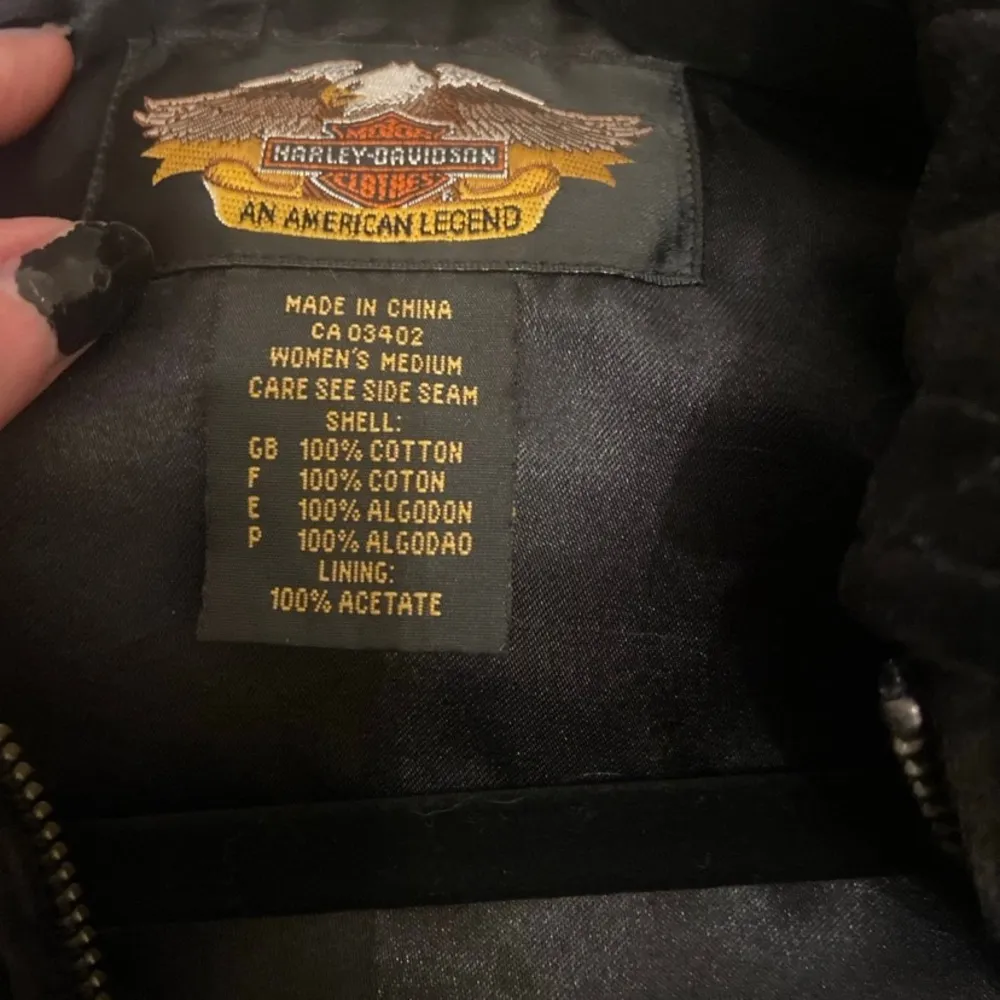 MOTOR
HARLEY-DAVIDSON
CLOTHES
®
AN AMERICAN LEGEND
MADE IN CHINA
CA 03402
WOMEN'S MEDIUM
CARE SEE SIDE SEAM
SHELL:
GB 100% COTTON
F 100% COTON
E 100% ALGODON
P 100% ALGODAO
LINING:
100% ACETATE